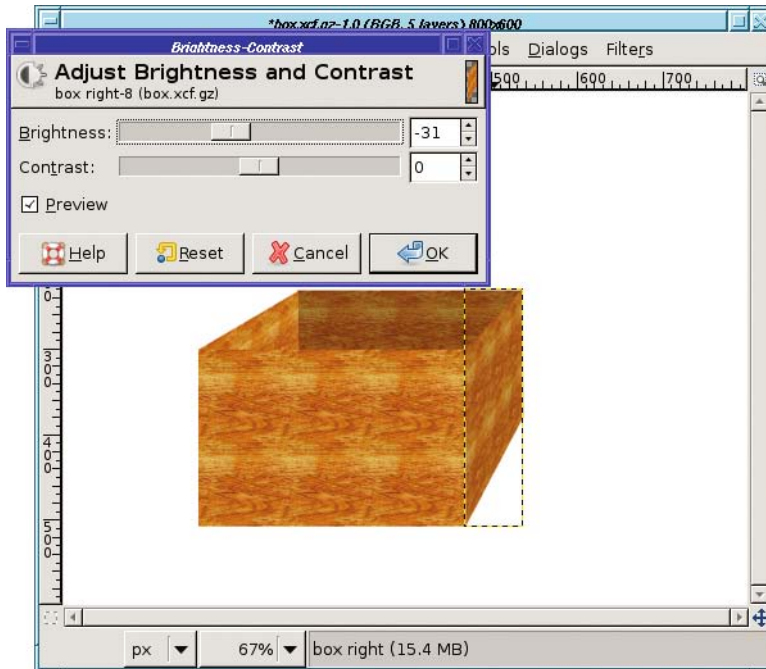 *box.xcf.gz-1.0 (RGB, 5 layers) 800x600
Brightness-Contrast
Dialogs Filters
Adjust Brightness and Contrast
box right-8 (box.xcf.gz)
500 600 700
Brightness: -31
Contrast: 0
Preview
Help Reset Cancel OK
300
400
500
px 67% box right (15.4 MB)